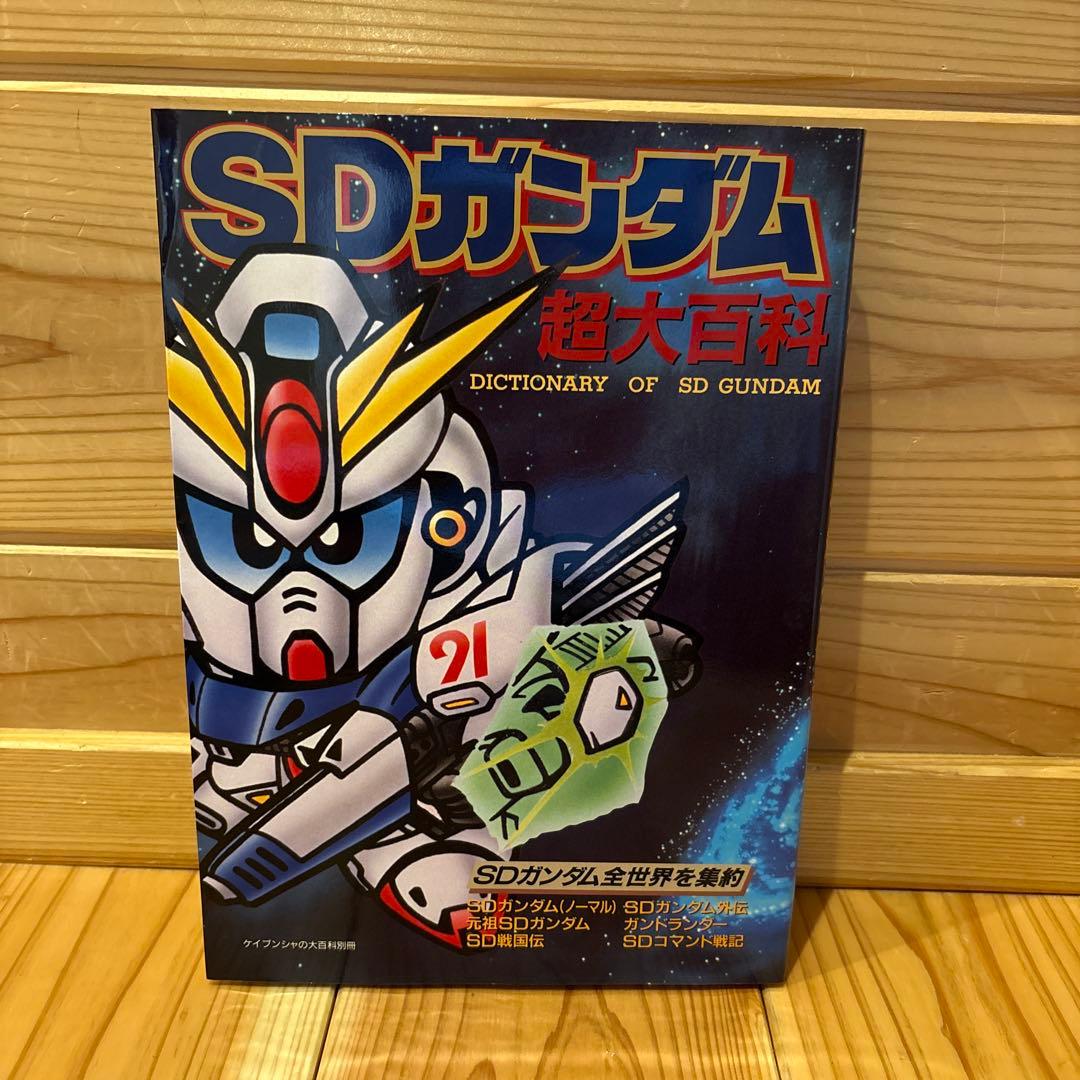 SDガンダム
超大百科
DICTIONARY OF SD GUNDAM
91
SDガンダム全世界を集約
SDガンダム(ノーマル) SDガンダム外伝
元祖SDガンダム ガンドランダー
SD戦国伝 SDコマンド戦記
ケイブンシャの大百科別冊